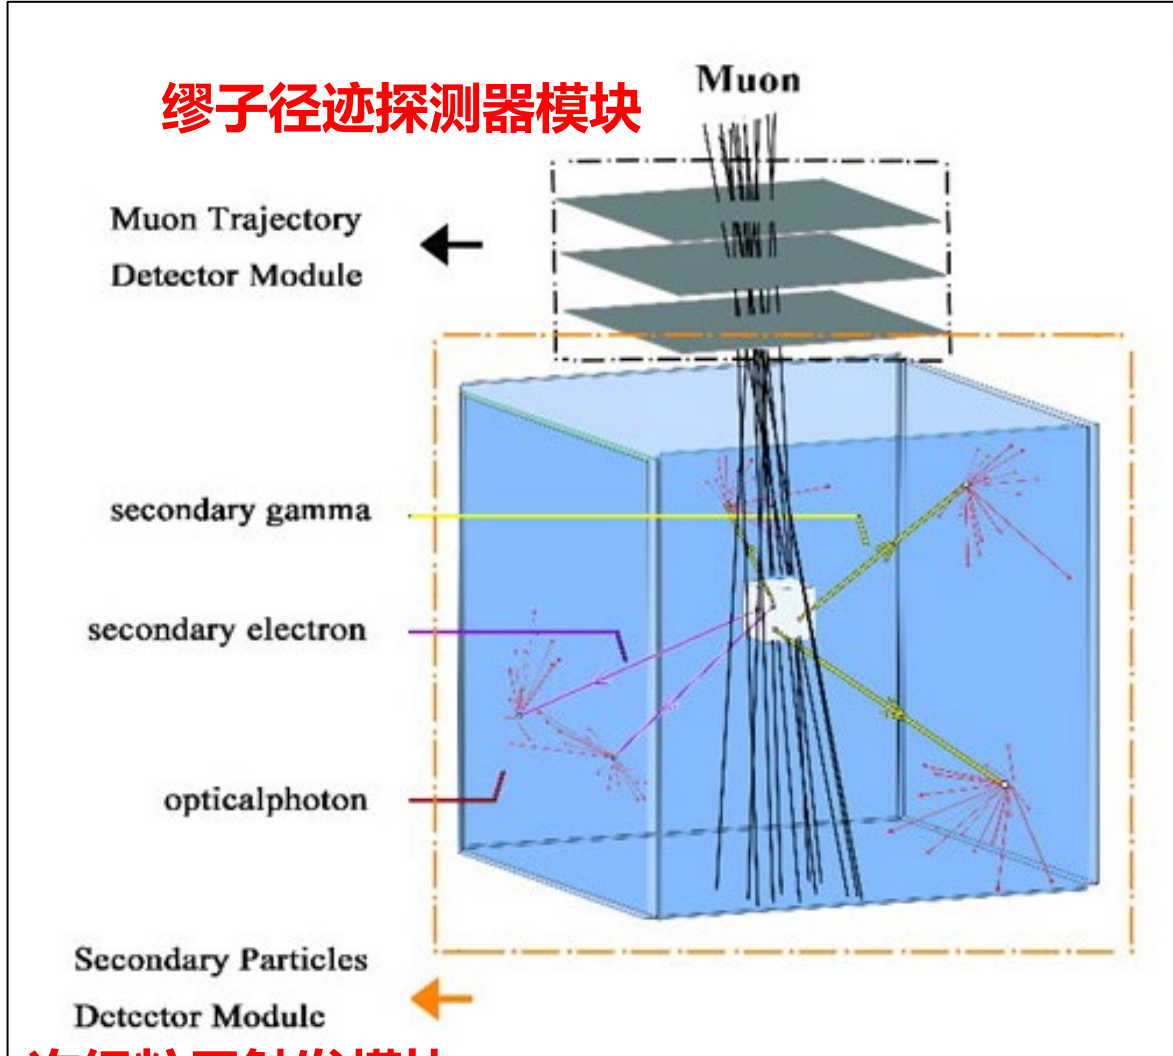 Muon
缪子径迹探测器模块
Muon Trajectory
Detector Module
secondary gamma
secondary electron
opticalphoton
Secondary Particles
Detector Module